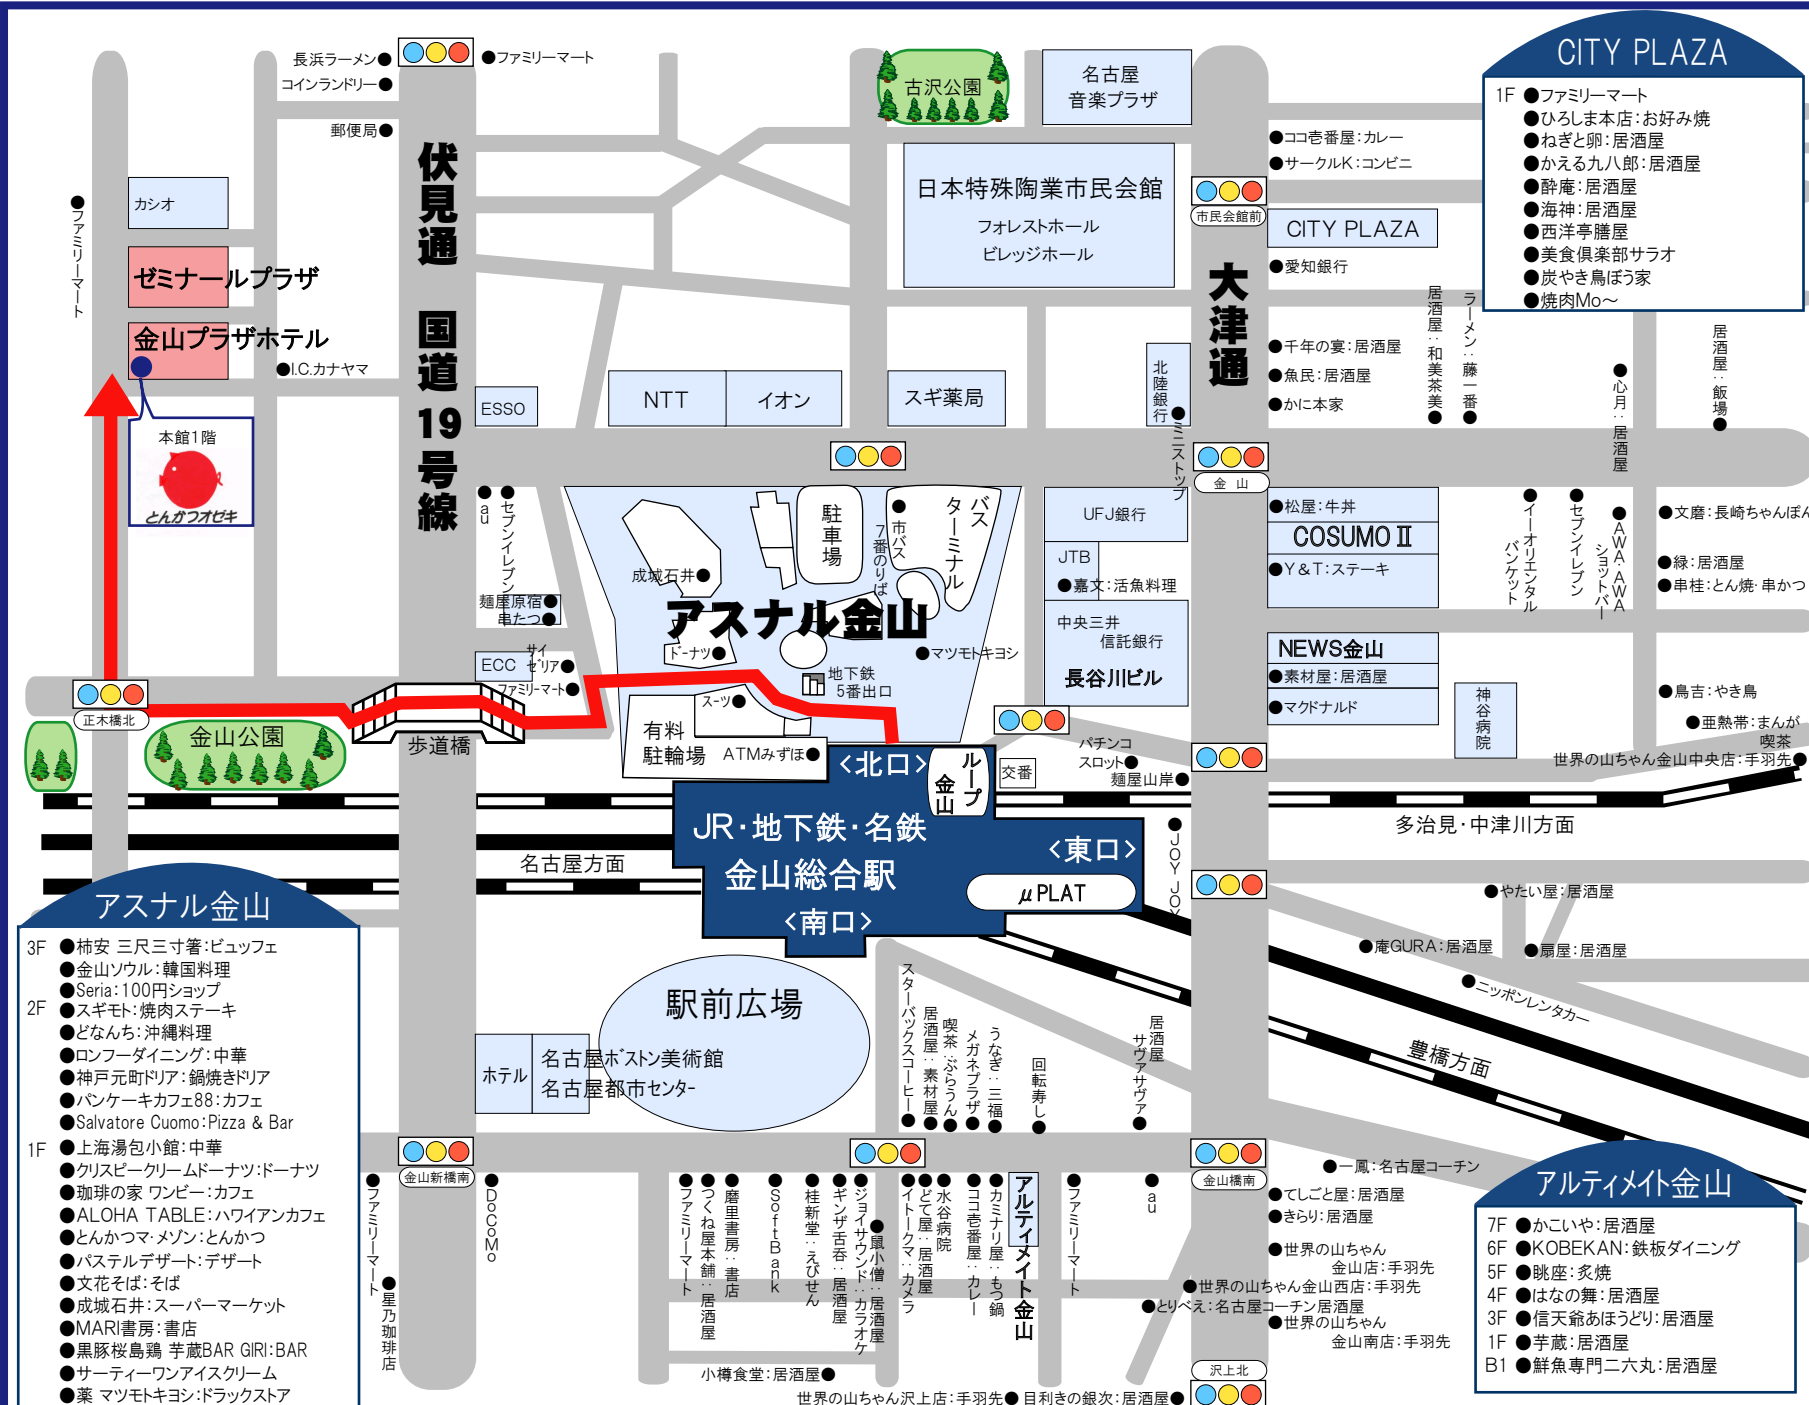 長浜ラーメン●
●ファミリーマート
コインランドリー●
郵便局●
古沢公園
名古屋
音楽プラザ
CITY PLAZA
1F ●ファミリーマート
●ひろしま本店:お好み焼
●ねぎと卵:居酒屋
●かえる九八郎:居酒屋
●酔庵:居酒屋
●海神:居酒屋
●西洋亭膳屋
●美食倶楽部サラオ
●炭やき鳥ぼう家
●焼肉Mo～
●ココ壱番屋:カレー
●サークルK:コンビニ
市民会館前
CITY PLAZA
●愛知銀行
日本特殊陶業市民会館
フォレストホール
ビレッジホール
伏見通 国道19号線
大津通
カシオ
●ファミリーマート
ゼミナールプラザ
金山プラザホテル
●I.C.カナヤマ
本館1階
とんかつオゼキ
ESSO
NTT
イオン
スギ薬局
北陸銀行
●ミニストップ
●千年の宴:居酒屋
●魚民:居酒屋
●かに本家
居酒屋:和美茶美●
ラーメン:藤一番●
●心月:居酒屋
居酒屋:飯場●
金山
●au
●セブンイレブン
麺屋原宿●
串たつ●
ECC
サイゼリア●
ファミリーマート●
成城石井●
駐車場
●市バス
7番のりば
バスターミナル
アスナル金山
ドーナツ●
●マツモトキヨシ
地下鉄
5番出口
スーツ●
有料
駐輪場
ATMみずほ●
UFJ銀行
JTB
●嘉文:活魚料理
中央三井
信託銀行
長谷川ビル
●松屋:牛丼
COSUMOⅡ
●Y&T:ステーキ
NEWS金山
●素材屋:居酒屋
●マクドナルド
神谷病院
●イーオリエンタル
バンケット
●セブンイレブン
●AWA・AWA
ショットバー
●文磨:長崎ちゃんぽん
●緑:居酒屋
●串桂:とん焼・串かつ
●鳥吉:やき鳥
●亜熱帯:まんが
喫茶
世界の山ちゃん金山中央店:手羽先●
正木橋北
金山公園
歩道橋
〈北口〉
ループ金山
交番
パチンコ
スロット●
麺屋山岸●
JR・地下鉄・名鉄
金山総合駅
〈東口〉
μPLAT
〈南口〉
名古屋方面
多治見・中津川方面
●JOYJOY
●やたい屋:居酒屋
●庵GURA:居酒屋
●扇屋:居酒屋
●ニッポンレンタカー
豊橋方面
アスナル金山
3F ●柿安 三尺三寸箸:ビュッフェ
●金山ソウル:韓国料理
●Seria:100円ショップ
2F ●スギモト:焼肉ステーキ
●どなんち:沖縄料理
●ロンフーダイニング:中華
●神戸元町ドリア:鍋焼きドリア
●パンケーキカフェ88:カフェ
●Salvatore Cuomo:Pizza & Bar
1F ●上海湯包小館:中華
●クリスピークリームドーナツ:ドーナツ
●珈琲の家 ワンビー:カフェ
●ALOHA TABLE:ハワイアンカフェ
●とんかつマ・メゾン:とんかつ
●パステルデザート:デザート
●文花そば:そば
●成城石井:スーパーマーケット
●MARI書房:書店
●黒豚桜島鶏 芋蔵BAR GIRI:BAR
●サーティーワンアイスクリーム
●薬 マツモトキヨシ:ドラックストア
駅前広場
ホテル
名古屋ボストン美術館
名古屋都市センター
スターバックスコーヒー●
居酒屋:素材屋●
喫茶:ぶらうん●
メガネプラザ●
うなぎ:三福●
回転寿し●
居酒屋
サヴァサヴァ●
金山新橋南
金山橋南
●ファミリーマート
●星乃珈琲店
●DoCoMo
●ファミリーマート
●つくね屋本舗:居酒屋
●磨里書房:書店
●SoftBank
●桂新堂:えびせん
●ギンザ舌呑:居酒屋
●ジョイサウンド:カラオケ
●鼠小僧:居酒屋
●イトークマ:カメラ
●どて屋:居酒屋
●水谷病院
●ココ壱番屋:カレー
●カミナリ屋:もつ鍋
アルティメイト金山
●ファミリーマート
●au
●一鳳:名古屋コーチン
●てしごと屋:居酒屋
●きらり:居酒屋
●世界の山ちゃん
金山店:手羽先
●世界の山ちゃん金山西店:手羽先
●とりべえ:名古屋コーチン居酒屋
●世界の山ちゃん
金山南店:手羽先
小樽食堂:居酒屋●
沢上北
世界の山ちゃん沢上店:手羽先●
目利きの銀次:居酒屋●
アルティメイト金山
7F ●かこいや:居酒屋
6F ●KOBEKAN:鉄板ダイニング
5F ●眺座:炙焼
4F ●はなの舞:居酒屋
3F ●信天翁あほうどり:居酒屋
1F ●芋蔵:居酒屋
B1 ●鮮魚専門二六丸:居酒屋